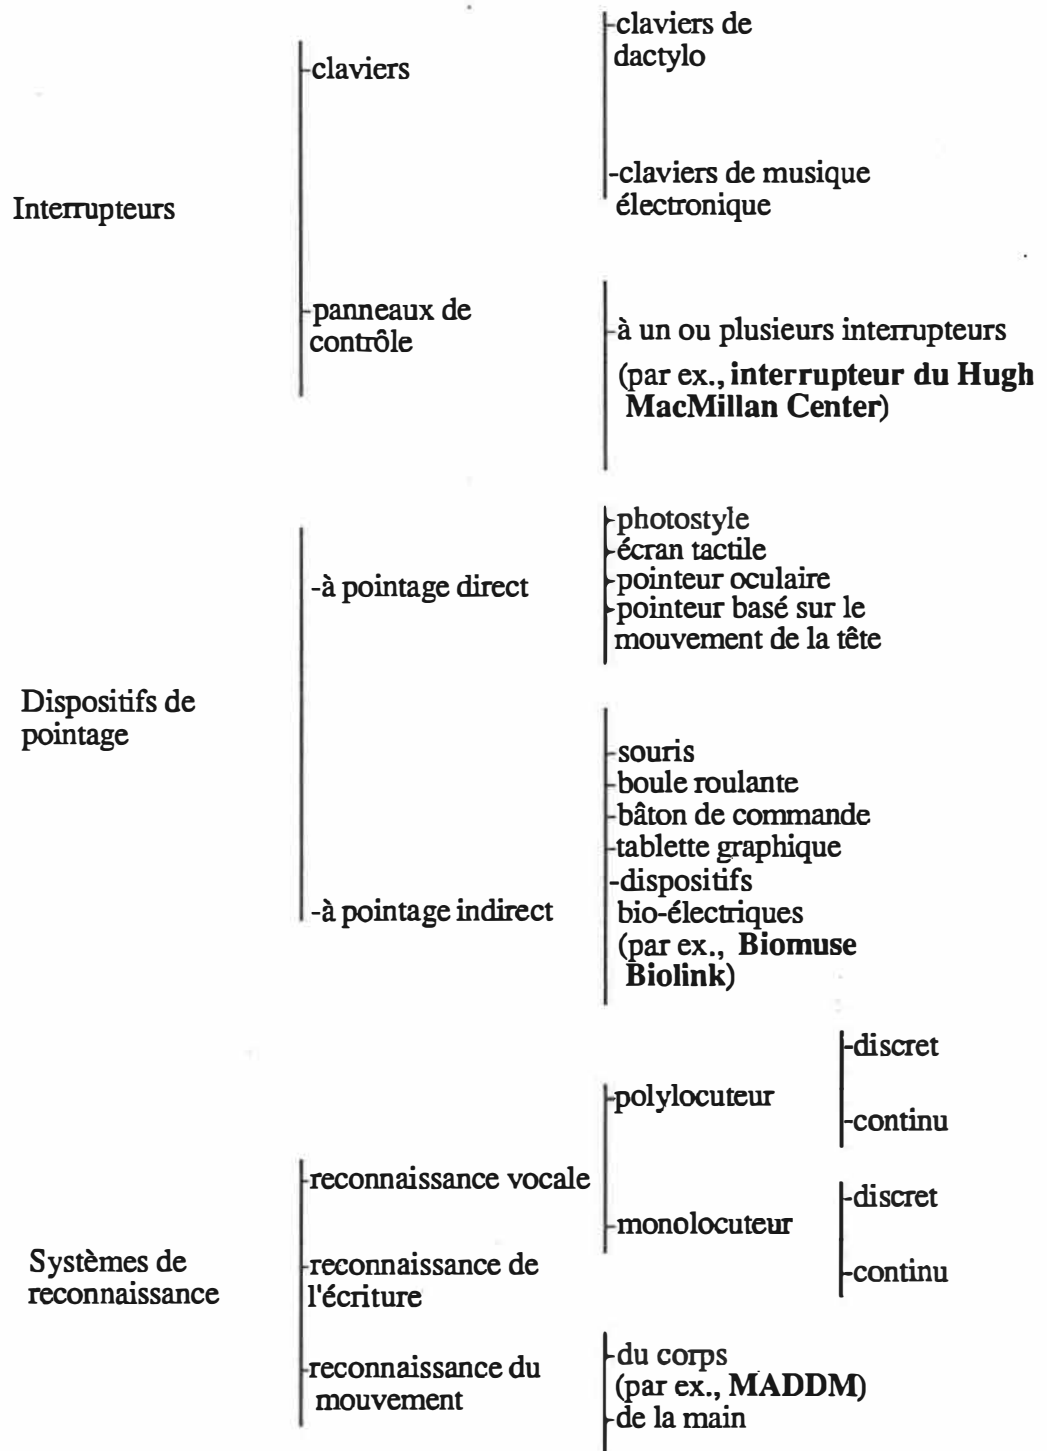 Interrupteurs
-claviers
-claviers de
dactylo
-claviers de musique
électronique
-panneaux de
contrôle
-à un ou plusieurs interrupteurs
(par ex., interrupteur du Hugh
MacMillan Center)
Dispositifs de
pointage
-à pointage direct
-photostyle
-écran tactile
-pointeur oculaire
-pointeur basé sur le
mouvement de la tête
-à pointage indirect
-souris
-boule roulante
-bâton de commande
-tablette graphique
-dispositifs
bio-électriques
(par ex., Biomuse
Biolink)
Systèmes de
reconnaissance
-reconnaissance vocale
-polylocuteur
-discret
-continu
-monolocuteur
-discret
-continu
-reconnaissance de
l'écriture
-reconnaissance du
mouvement
-du corps
(par ex., MADDM)
-de la main